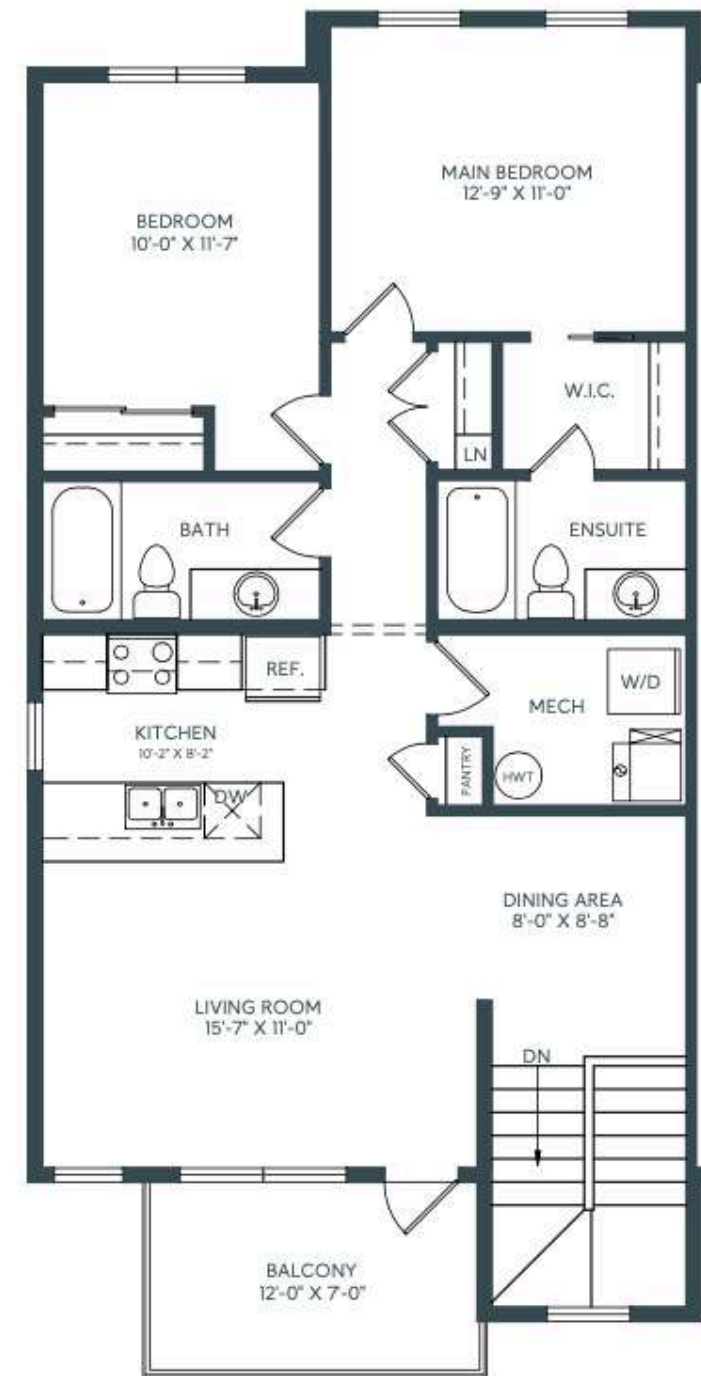 MAIN BEDROOM
12'-9" X 11'-0"
BEDROOM
10'-0" X 11'-7"
W.I.C.
LN
BATH
ENSUITE
REF.
W/D
MECH
KITCHEN
10'-2" X 8'-2"
PANTRY
HWT
DW
DINING AREA
8'-0" X 8'-8"
LIVING ROOM
15'-7" X 11'-0"
DN
BALCONY
12'-0" X 7'-0"